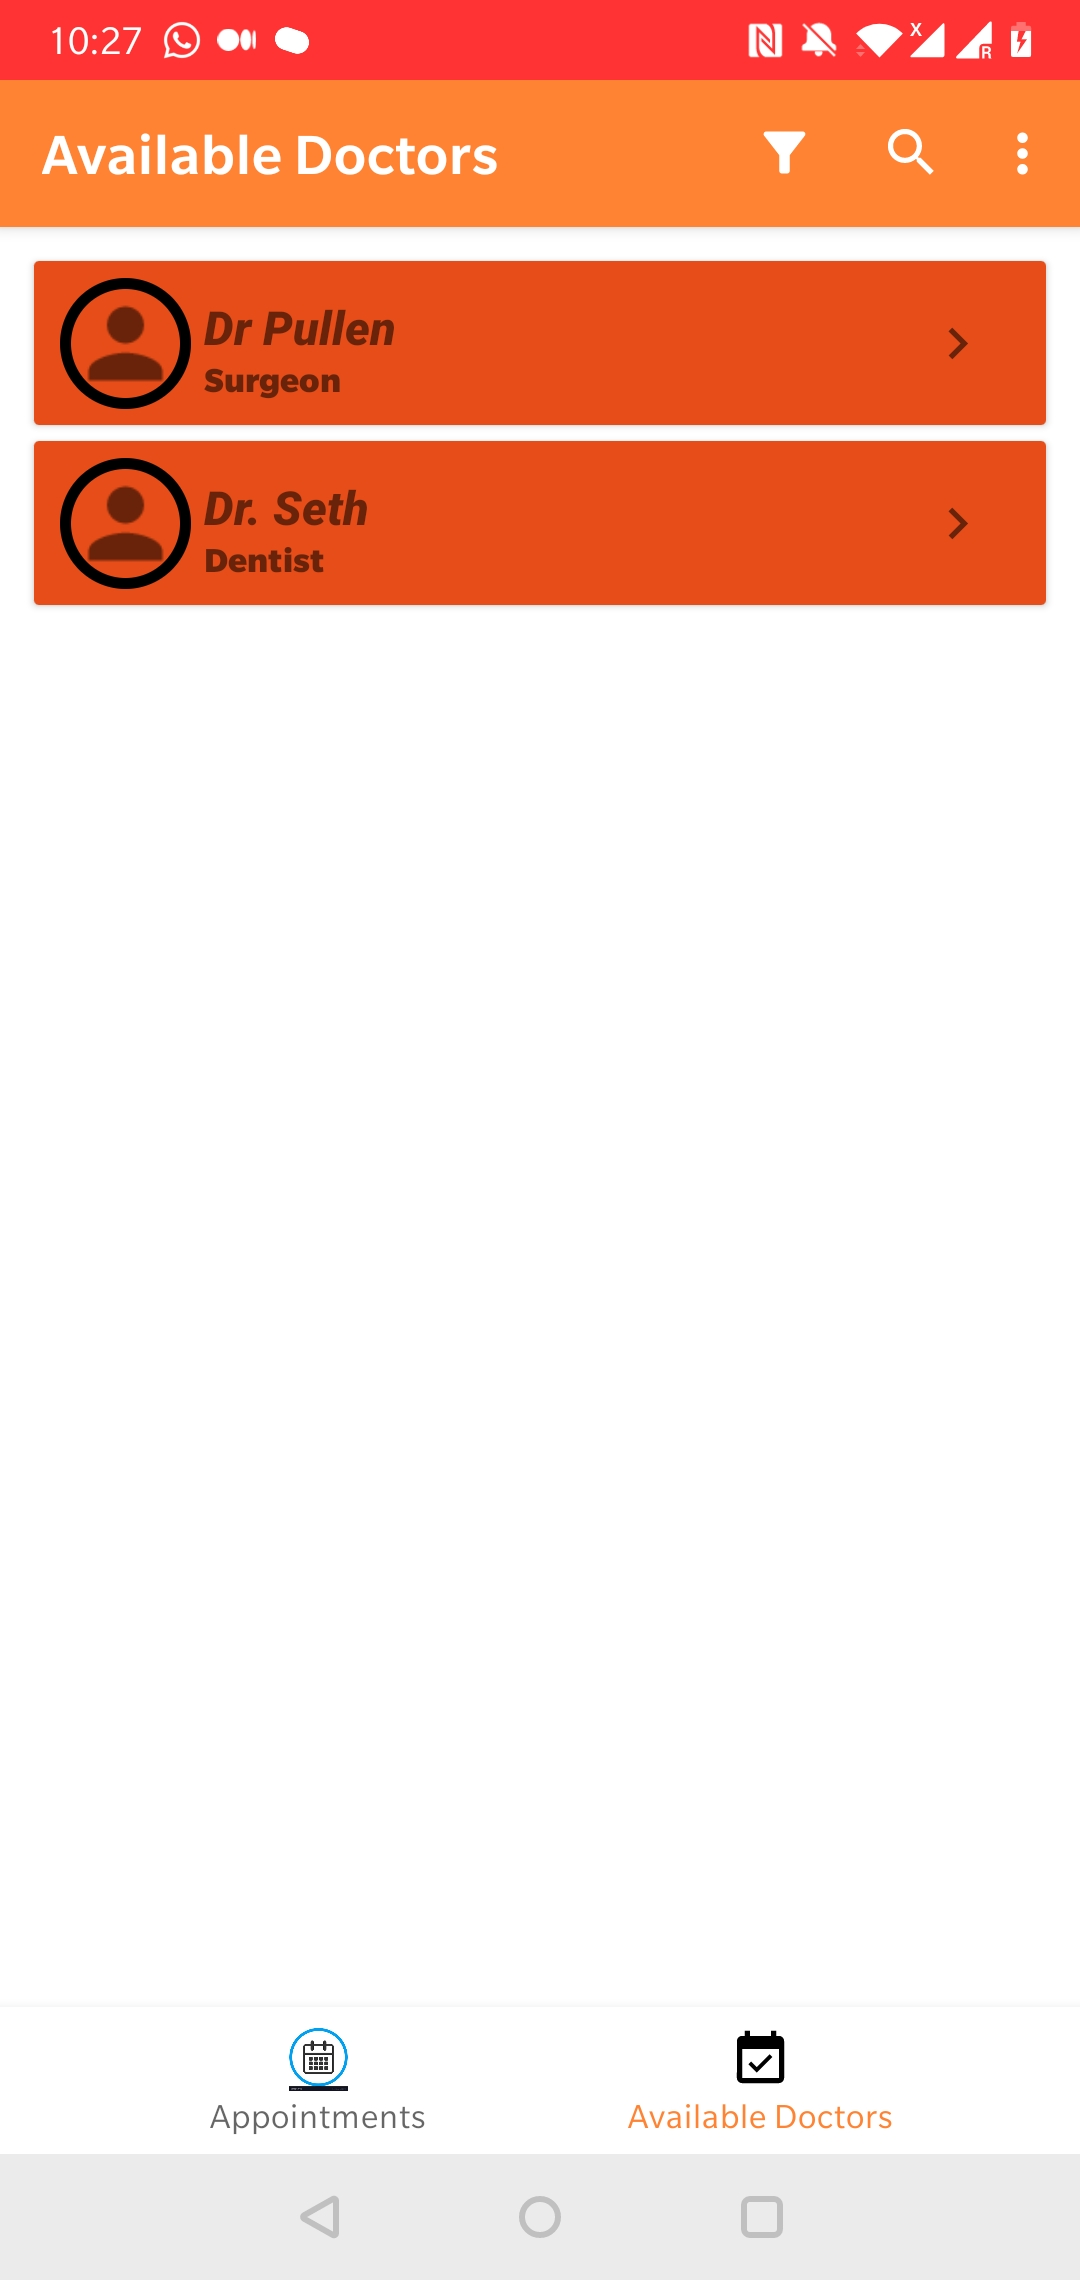 10:27
Available Doctors
Dr Pullen
Surgeon
Dr. Seth
Dentist
Appointments
Available Doctors